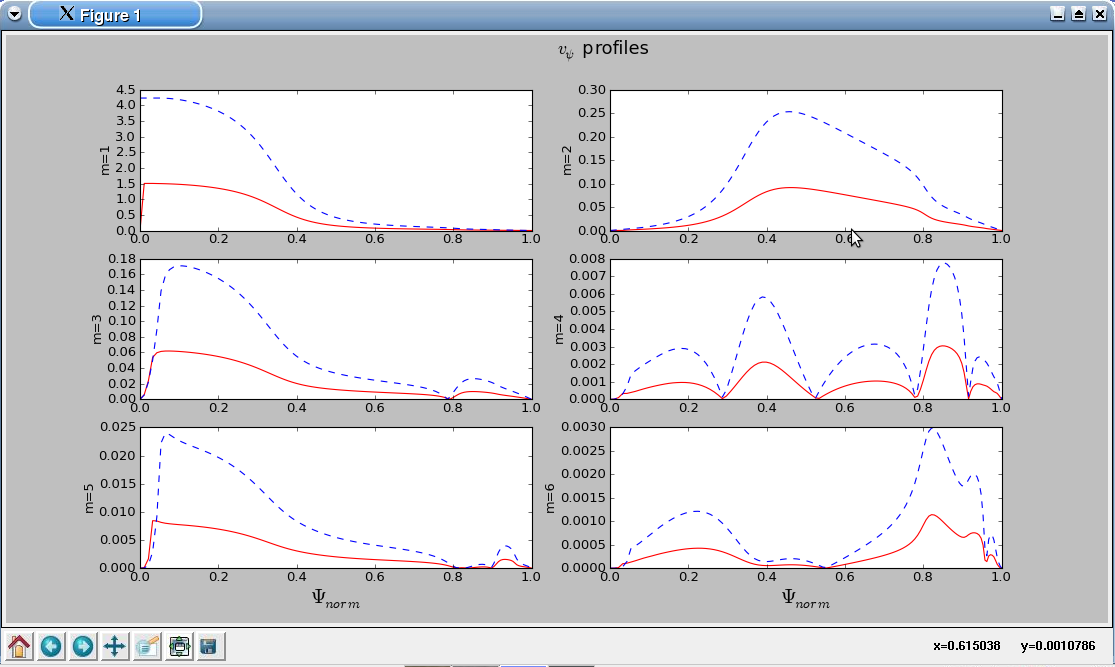 Figure 1
v_ψ profiles
4.5
4.0
3.5
3.0
2.5
2.0
1.5
1.0
0.5
0.0
m=1
0.0 0.2 0.4 0.6 0.8 1.0
0.30
0.25
0.20
0.15
0.10
0.05
0.00
m=2
0.0 0.2 0.4 0.6 0.8 1.0
0.18
0.16
0.14
0.12
0.10
0.08
0.06
0.04
0.02
0.00
m=3
0.0 0.2 0.4 0.6 0.8 1.0
0.008
0.007
0.006
0.005
0.004
0.003
0.002
0.001
0.000
m=4
0.0 0.2 0.4 0.6 0.8 1.0
0.025
0.020
0.015
0.010
0.005
0.000
m=5
0.0 0.2 0.4 0.6 0.8 1.0
Ψ_norm
0.0030
0.0025
0.0020
0.0015
0.0010
0.0005
0.0000
m=6
0.0 0.2 0.4 0.6 0.8 1.0
Ψ_norm
x=0.615038 y=0.0010786